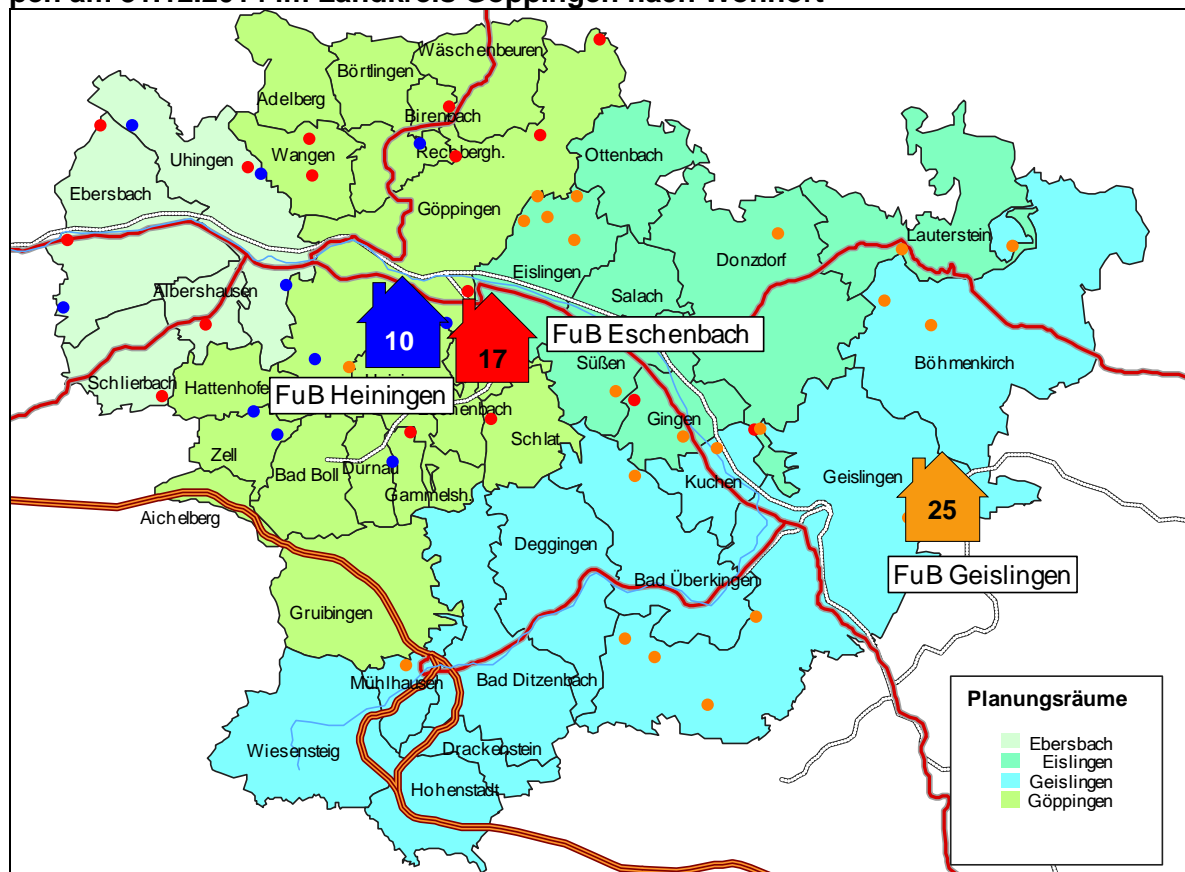 Wäschenbeuren
Börtlingen
Adelberg
Birenbach
Uhingen
Wangen
Rechbergh.
Ottenbach
Ebersbach
Göppingen
Lauterstein
Donzdorf
Eislingen
Salach
Albershausen
10
17
FuB Eschenbach
Böhmenkirch
Süßen
Schlierbach
Hattenhofe
FuB Heiningen
Gingen
Schlat
Zell
Bad Boll
Dürnau
Gammelsh.
Kuchen
Geislingen
25
Aichelberg
Deggingen
Bad Überkingen
FuB Geislingen
Gruibingen
Mühlhausen
Bad Ditzenbach
Wiesensteig
Drackenstein
Hohenstadt
Planungsräume
Ebersbach
Eislingen
Geislingen
Göppingen